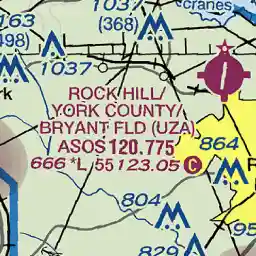 cranes
163
(368)
498)
1037
1037
rk
ROCK HILL/
YORK COUNTY/
BRYANT FLD (UZA)
ASOS 120.775
666 *L 55 123.05 C
864
R
804
829